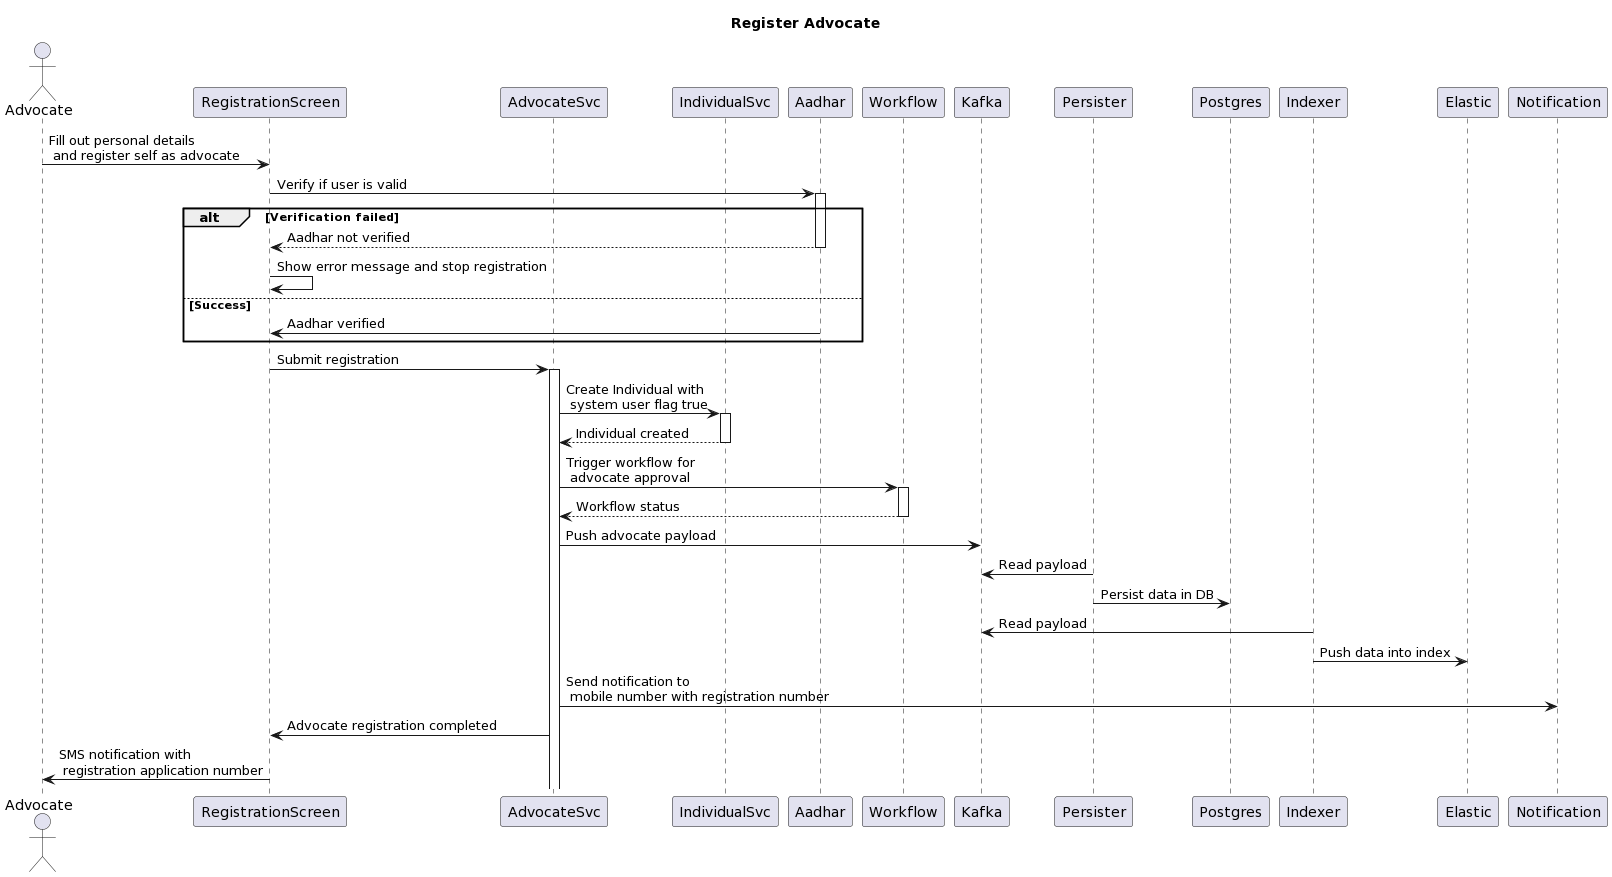 Register Advocate
Advocate
RegistrationScreen
AdvocateSvc
IndividualSvc
Aadhar
Workflow
Kafka
Persister
Postgres
Indexer
Elastic
Notification
Fill out personal details
and register self as advocate
Verify if user is valid
alt
[Verification failed]
Aadhar not verified
Show error message and stop registration
[Success]
Aadhar verified
Submit registration
Create Individual with
system user flag true
Individual created
Trigger workflow for
advocate approval
Workflow status
Push advocate payload
Read payload
Persist data in DB
Read payload
Push data into index
Send notification to
mobile number with registration number
Advocate registration completed
SMS notification with
registration application number
Advocate
RegistrationScreen
AdvocateSvc
IndividualSvc
Aadhar
Workflow
Kafka
Persister
Postgres
Indexer
Elastic
Notification